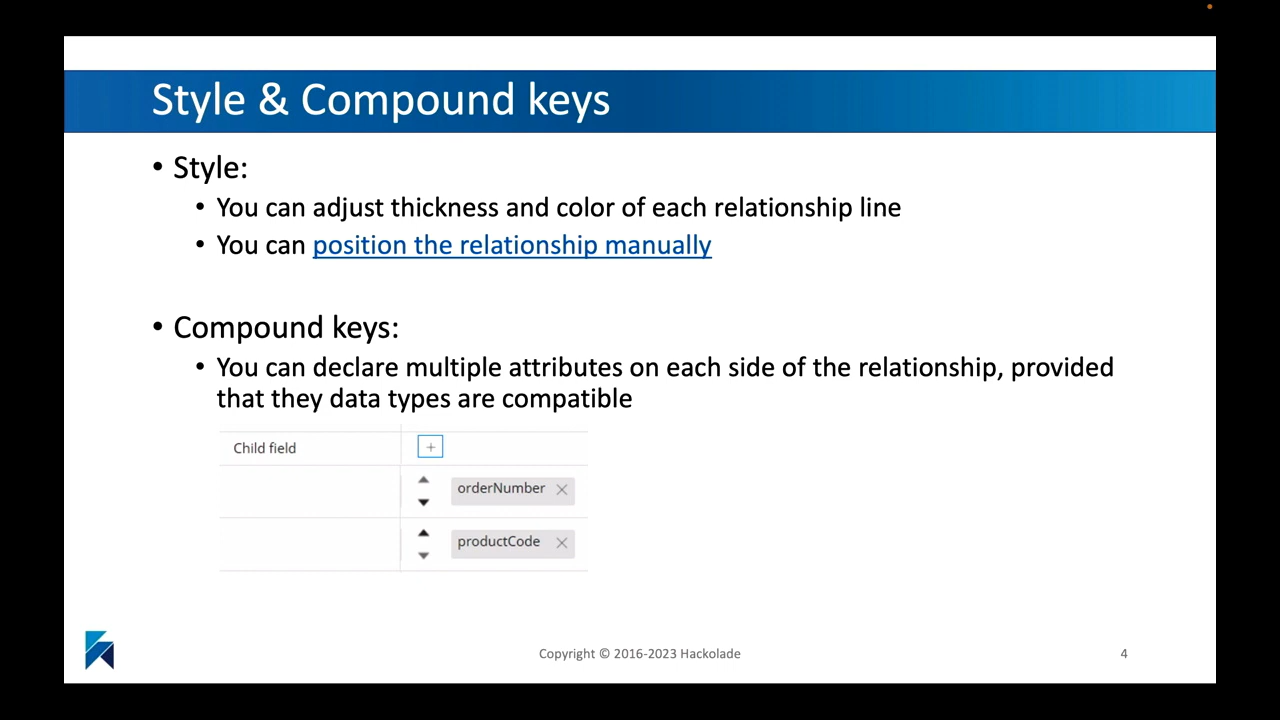 Style & Compound keys
• Style:
• You can adjust thickness and color of each relationship line
• You can position the relationship manually
• Compound keys:
• You can declare multiple attributes on each side of the relationship, provided
that they data types are compatible
Child field
orderNumber
productCode
Copyright © 2016-2023 Hackolade
4